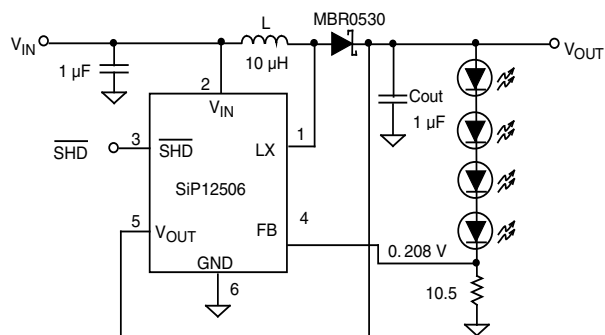 L
MBR0530
V_IN
V_OUT
10 µH
1 µF
2
V_IN
Cout
1 µF
1
SHD
3
SHD
LX
SiP12506
5
V_OUT
FB
4
0.208 V
GND
6
10.5